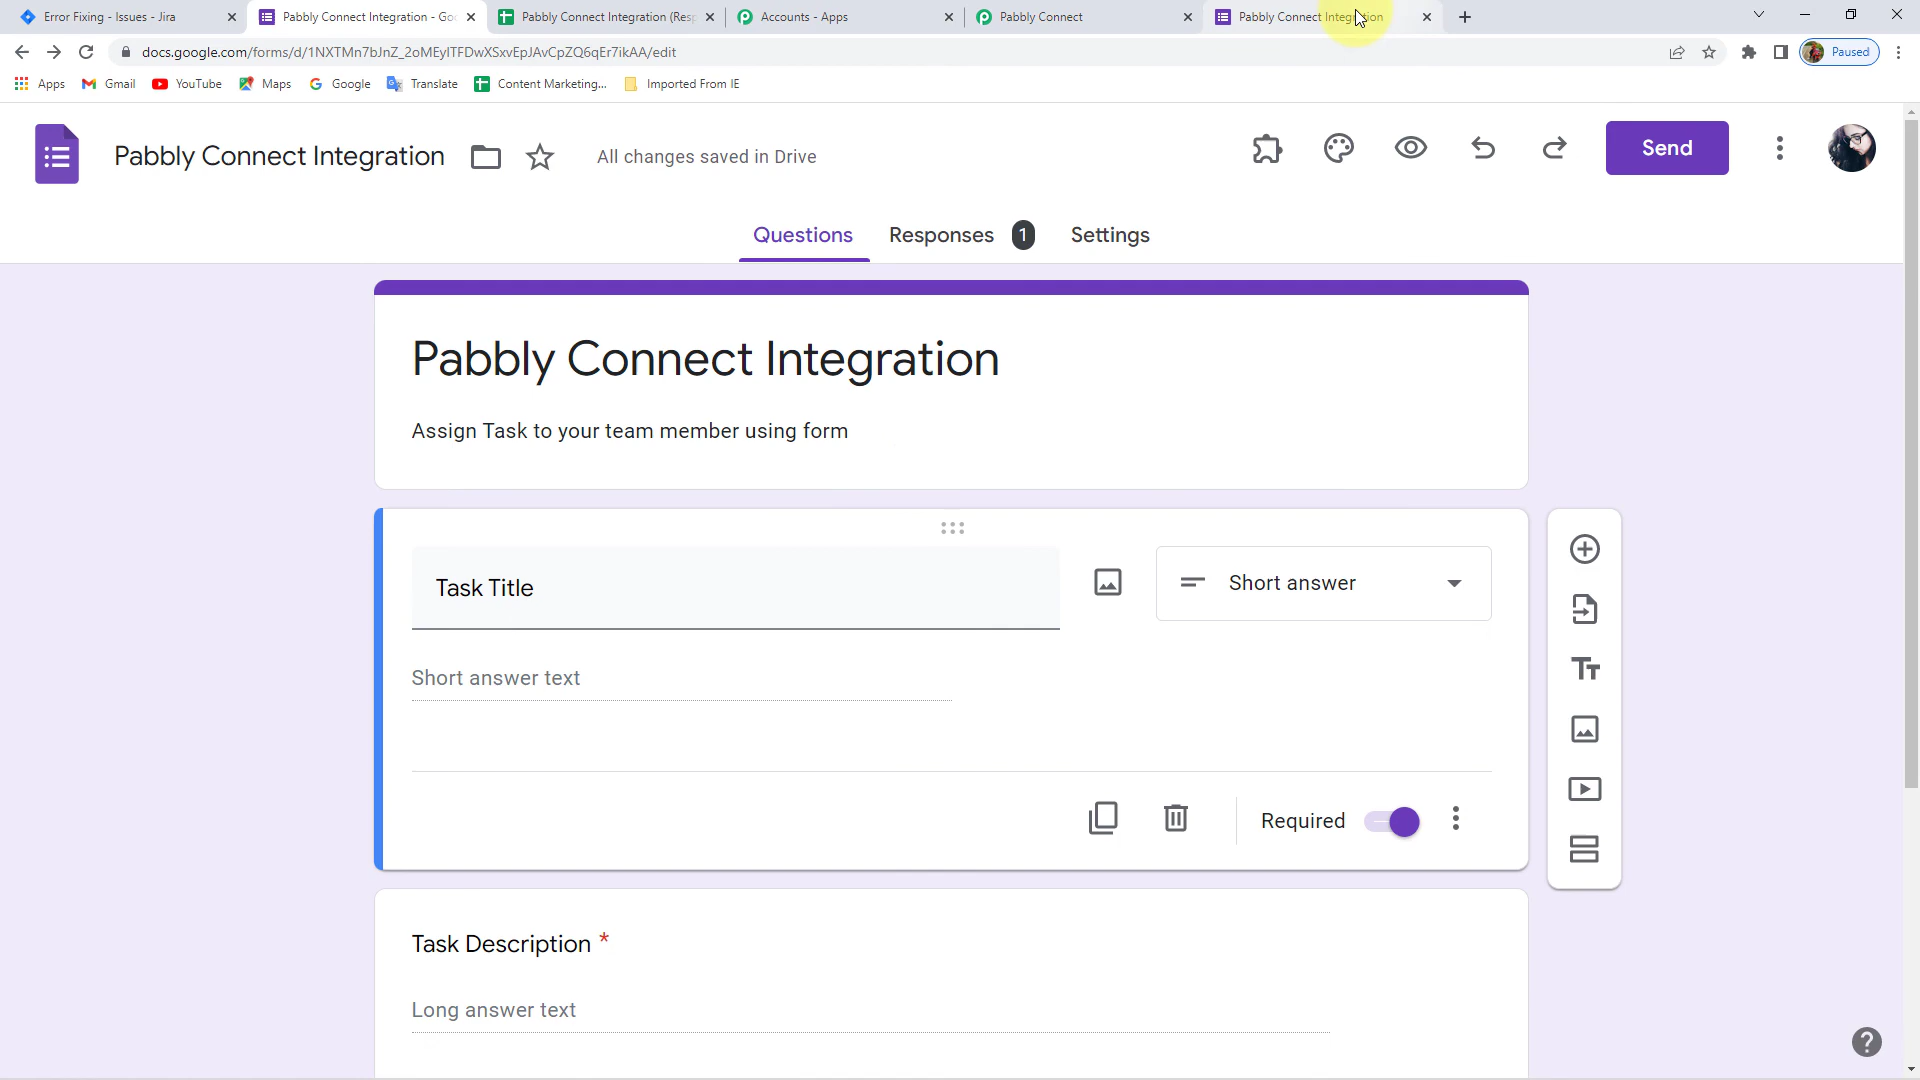 Error Fixing - Issues - Jira
Pabbly Connect Integration - Goo
Pabbly Connect Integration (Resp
Accounts - Apps
Pabbly Connect
Pabbly Connect Integration
docs.google.com/forms/d/1NXTMn7bJnZ_2oMEyITFDwXSxvEpJAvCpZQ6qEr7ikAA/edit
Paused
Apps
Gmail
YouTube
Maps
Google
Translate
Content Marketing...
Imported From IE
Pabbly Connect Integration
All changes saved in Drive
Send
Questions
Responses 1
Settings
Pabbly Connect Integration
Assign Task to your team member using form
Task Title
Short answer
Short answer text
Required
Task Description *
Long answer text